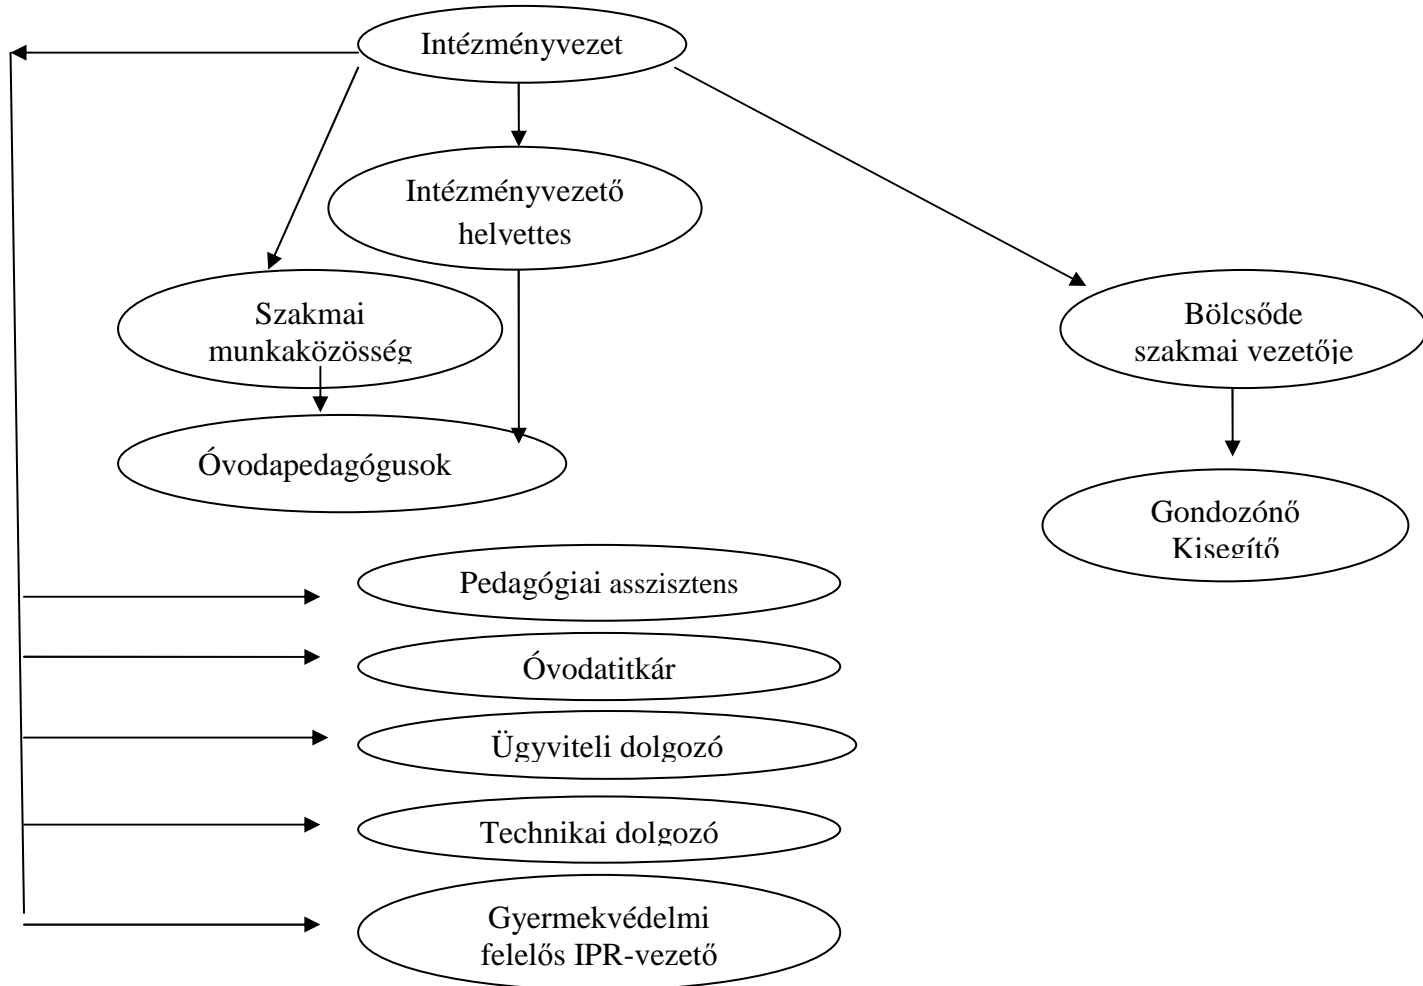 Intézményvezet
Intézményvezető
helyettes
Szakmai
munkaközösség
Bölcsőde
szakmai vezetője
Óvodapedagógusok
Gondozónő
Kisegítő
Pedagógiai asszisztens
Óvodatitkár
Ügyviteli dolgozó
Technikai dolgozó
Gyermekvédelmi
felelős IPR-vezető